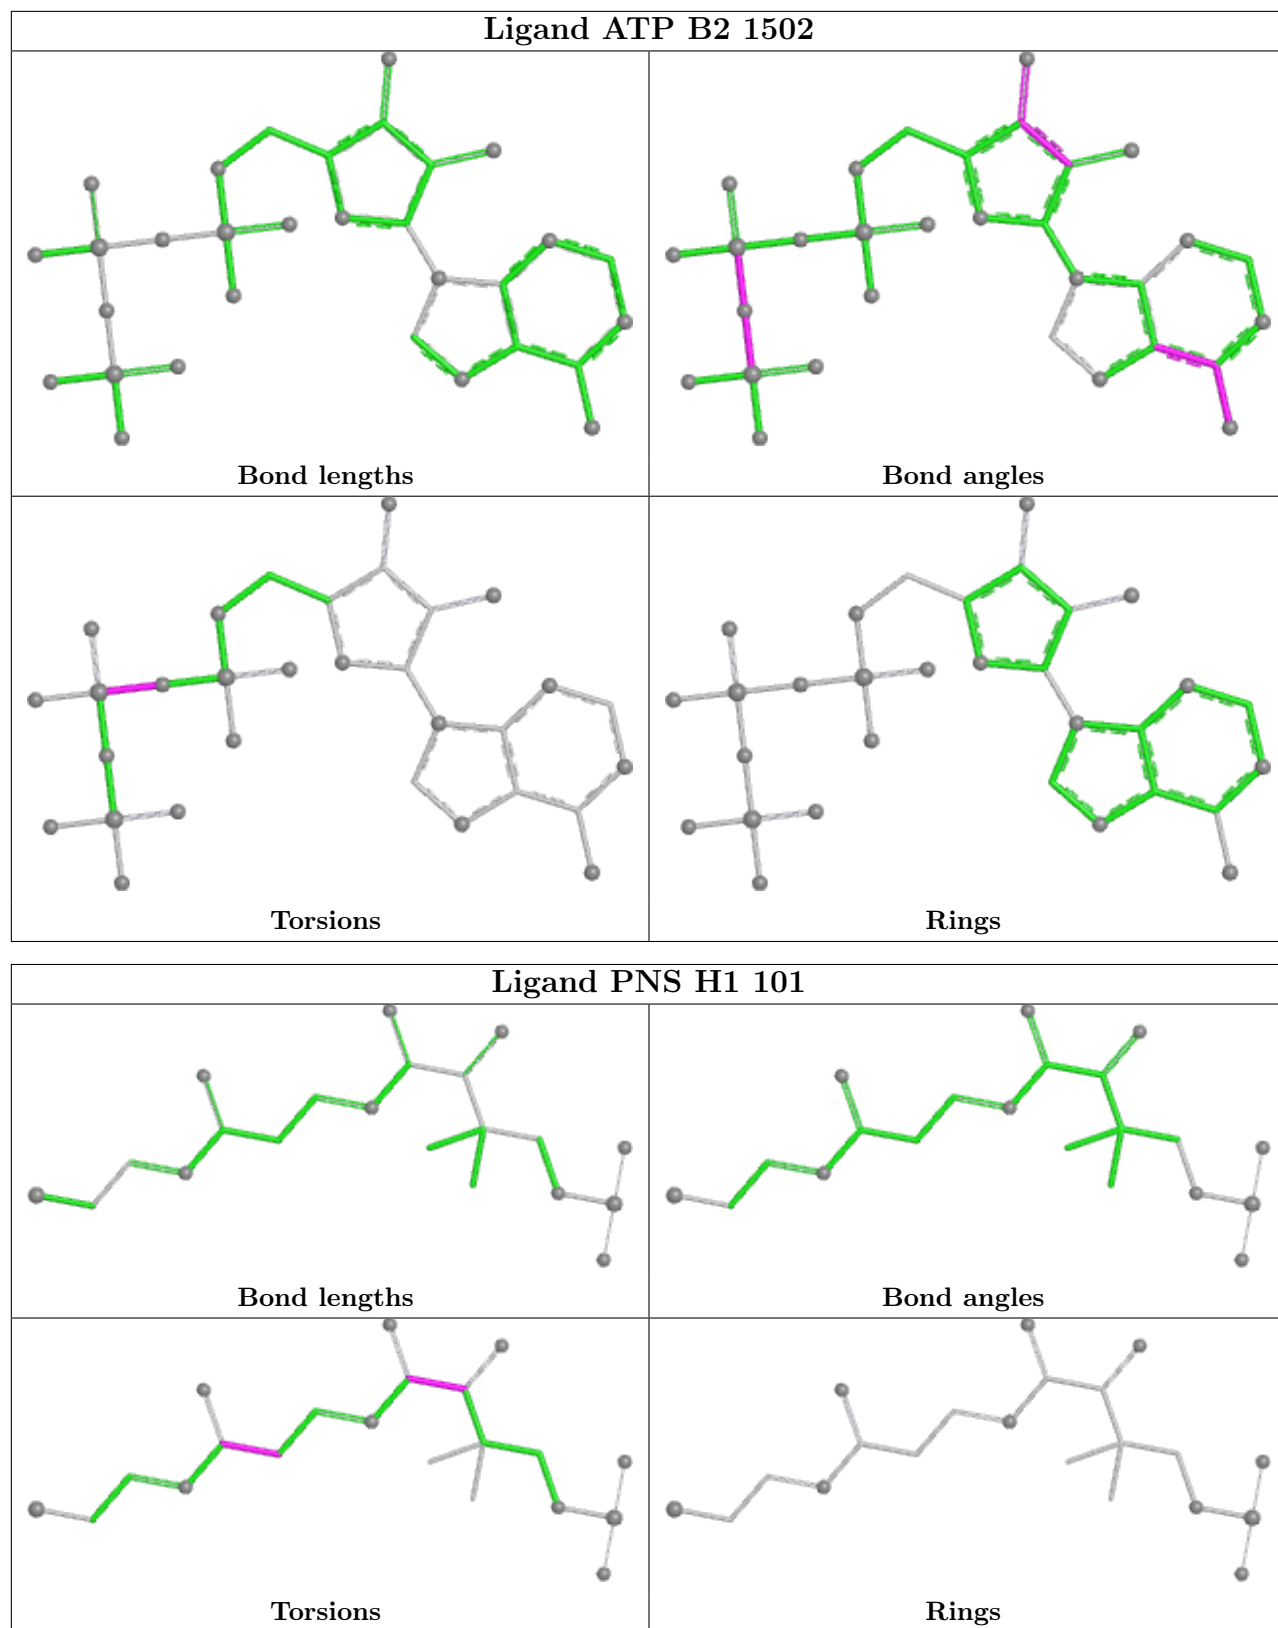 Ligand ATP B2 1502
Bond lengths
Bond angles
Torsions
Rings
Ligand PNS H1 101
Bond lengths
Bond angles
Torsions
Rings